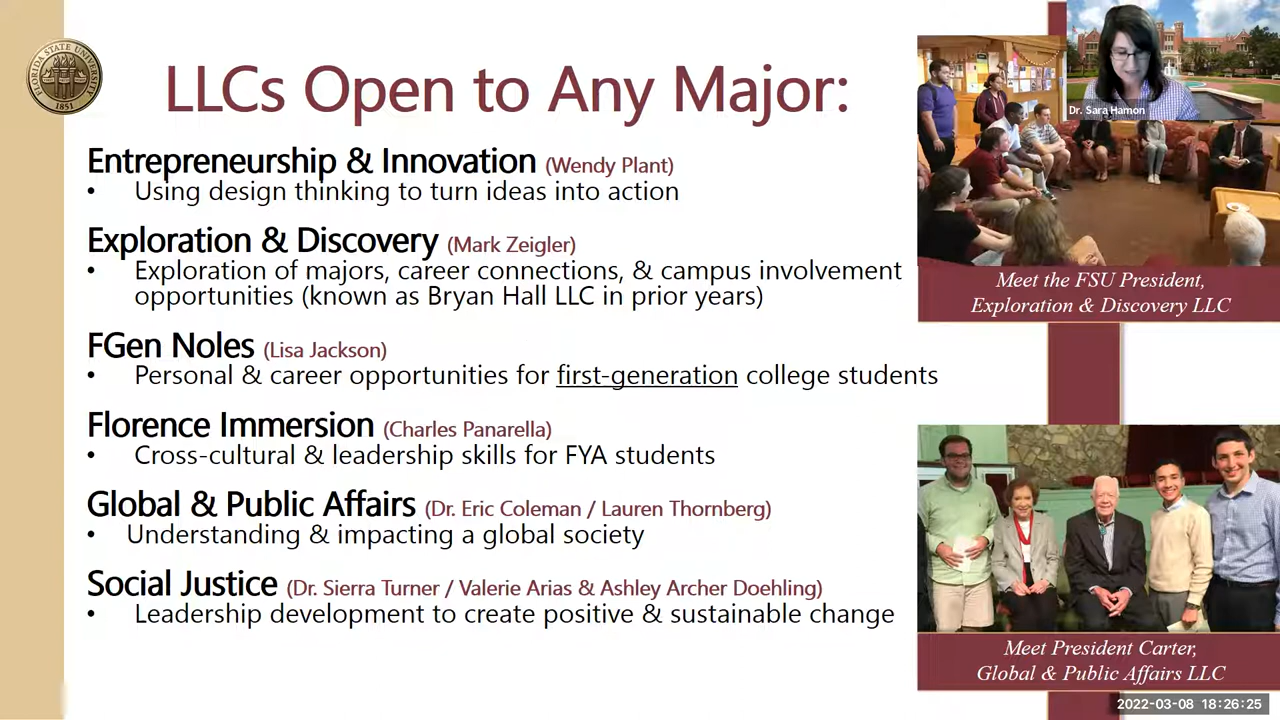 FLORIDA STATE UNIVERSITY
1851
LLCs Open to Any Major:
Entrepreneurship & Innovation (Wendy Plant)
• Using design thinking to turn ideas into action
Exploration & Discovery (Mark Zeigler)
• Exploration of majors, career connections, & campus involvement
opportunities (known as Bryan Hall LLC in prior years)
FGen Noles (Lisa Jackson)
• Personal & career opportunities for first-generation college students
Florence Immersion (Charles Panarella)
• Cross-cultural & leadership skills for FYA students
Global & Public Affairs (Dr. Eric Coleman / Lauren Thornberg)
• Understanding & impacting a global society
Social Justice (Dr. Sierra Turner / Valerie Arias & Ashley Archer Doehling)
• Leadership development to create positive & sustainable change
Dr. Sara Hamon
Meet the FSU President,
Exploration & Discovery LLC
Meet President Carter,
Global & Public Affairs LLC
2022-03-08 18:26:25